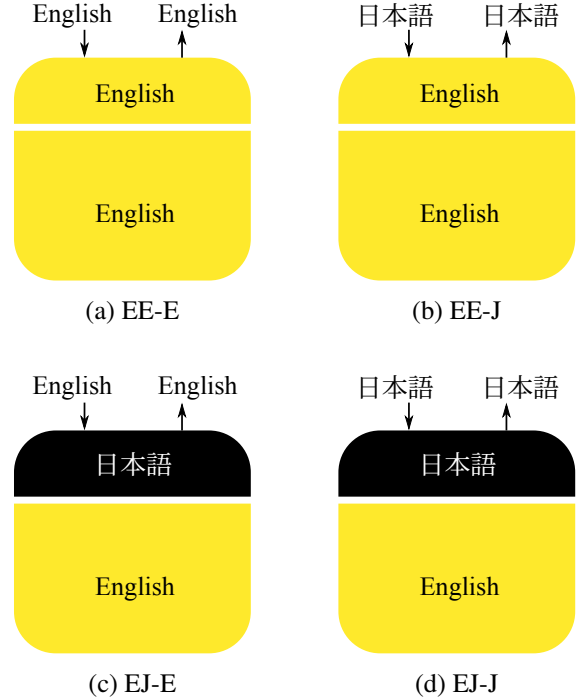 English English
日本語 日本語
English
English
English
English
(a) EE-E
(b) EE-J
English English
日本語 日本語
日本語
日本語
English
English
(c) EJ-E
(d) EJ-J